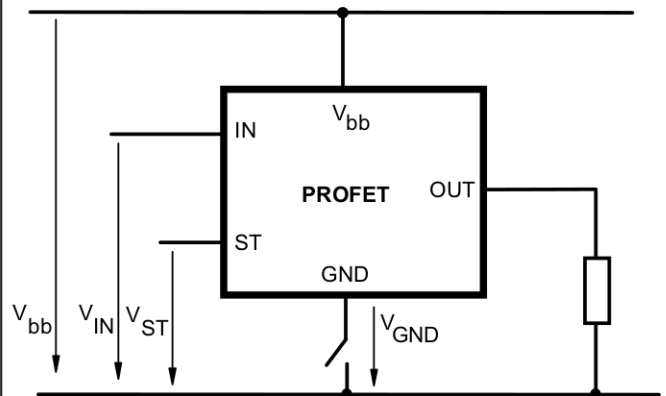 Vbb
IN
PROFET
OUT
ST
GND
Vbb
VIN
VST
VGND